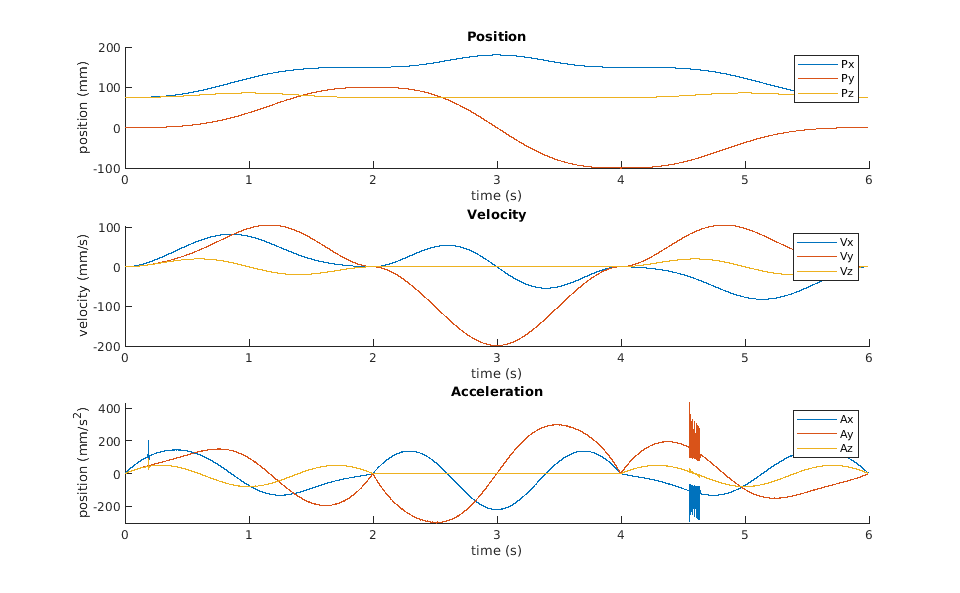 Position
200
100
0
-100
position (mm)
Px
Py
Pz
0 1 2 3 4 5 6
time (s)
Velocity
100
0
-100
-200
velocity (mm/s)
Vx
Vy
Vz
0 1 2 3 4 5 6
time (s)
Acceleration
400
200
0
-200
position (mm/s²)
Ax
Ay
Az
0 1 2 3 4 5 6
time (s)